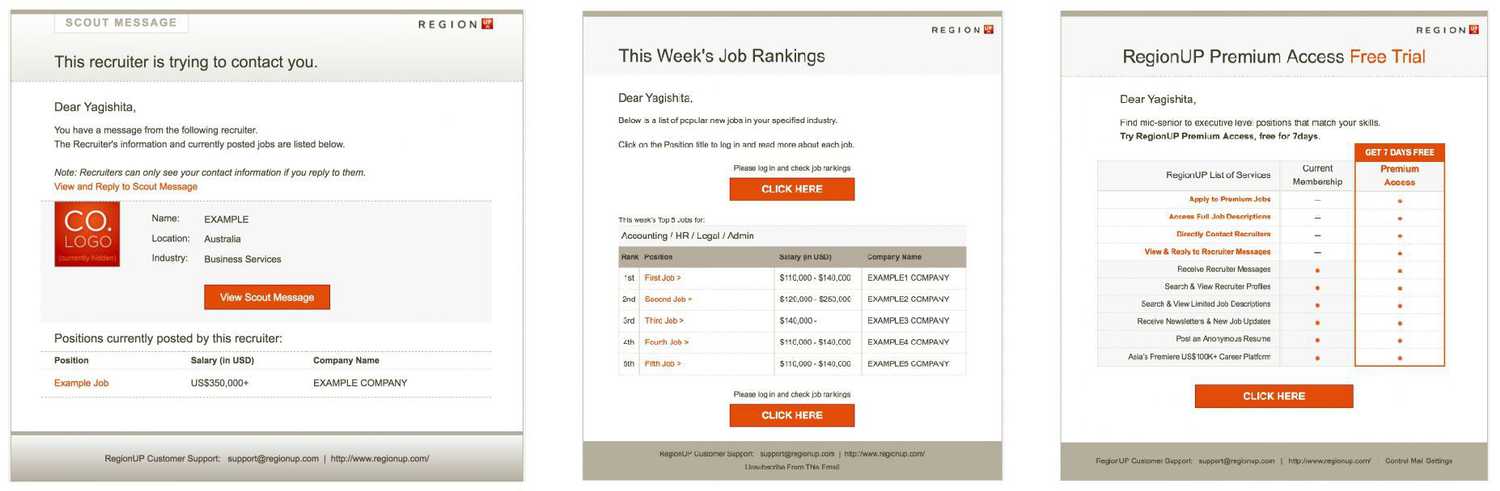 SCOUT MESSAGE
REGION UP
This recruiter is trying to contact you.
Dear Yagishita,
You have a message from the following recruiter.
The Recruiter's information and currently posted jobs are listed below.
Note: Recruiters can only see your contact information if you reply to them.
View and Reply to Scout Message
CO.
LOGO
(currently hidden)
Name: EXAMPLE
Location: Australia
Industry: Business Services
View Scout Message
Positions currently posted by this recruiter:
Position Salary (in USD) Company Name
Example Job US$350,000+ EXAMPLE COMPANY
RegionUP Customer Support: support@regionup.com | http://www.regionup.com/
REGION UP
This Week's Job Rankings
Dear Yagishita,
Below is a list of popular new jobs in your specified industry.
Click on the Position title to log in and read more about each job.
Please log in and check job rankings
CLICK HERE
This week's Top 5 Jobs for:
Accounting / HR / Legal / Admin
Rank Position Salary (in USD) Company Name
1st First Job > $110,000 - $140,000 EXAMPLE1 COMPANY
2nd Second Job > $120,000 - $250,000 EXAMPLE2 COMPANY
3rd Third Job > $140,000 - EXAMPLE3 COMPANY
4th Fourth Job > $110,000 - $140,000 EXAMPLE4 COMPANY
5th Fifth Job > $110,000 - $140,000 EXAMPLE5 COMPANY
Please log in and check job rankings
CLICK HERE
RegionUP Customer Support: support@regionup.com | http://www.regionup.com/
Unsubscribe From This Email
REGION UP
RegionUP Premium Access Free Trial
Dear Yagishita,
Find mid-senior to executive level positions that match your skills.
Try RegionUP Premium Access, free for 7days.
GET 7 DAYS FREE
RegionUP List of Services Current Membership Premium Access
Apply to Premium Jobs —
Access Full Job Descriptions —
Directly Contact Recruiters —
View & Reply to Recruiter Messages —
Receive Recruiter Messages
Search & View Recruiter Profiles
Search & View Limited Job Descriptions
Receive Newsletters & New Job Updates
Post an Anonymous Resume
Asia's Premiere US$100K+ Career Platform
CLICK HERE
RegionUP Customer Support: support@regionup.com | http://www.regionup.com/ | Control Mail Settings